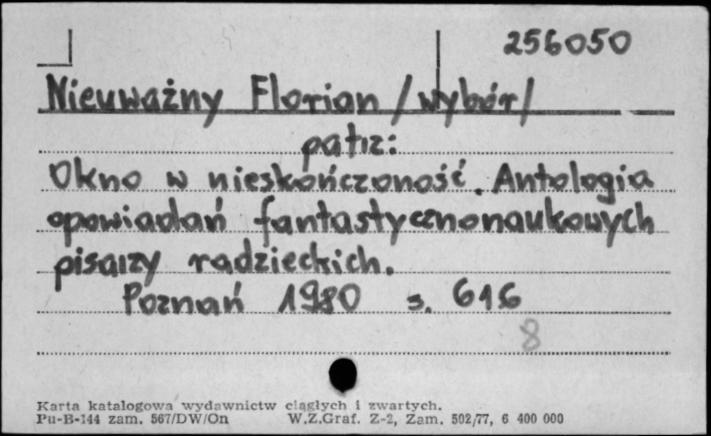 256050
Nieuważny Florian /wybór/
patrz:
Okno w nieskończoność. Antologia
opowiadań fantastycznonaukowych
pisarzy radzieckich.
Poznań 1980 s. 616
8
Karta katalogowa wydawnictw ciągłych i zwartych.
Pu-B-144 zam. 567/DW/On W.Z.Graf. Z-2, Zam. 502/77, 6 400 000